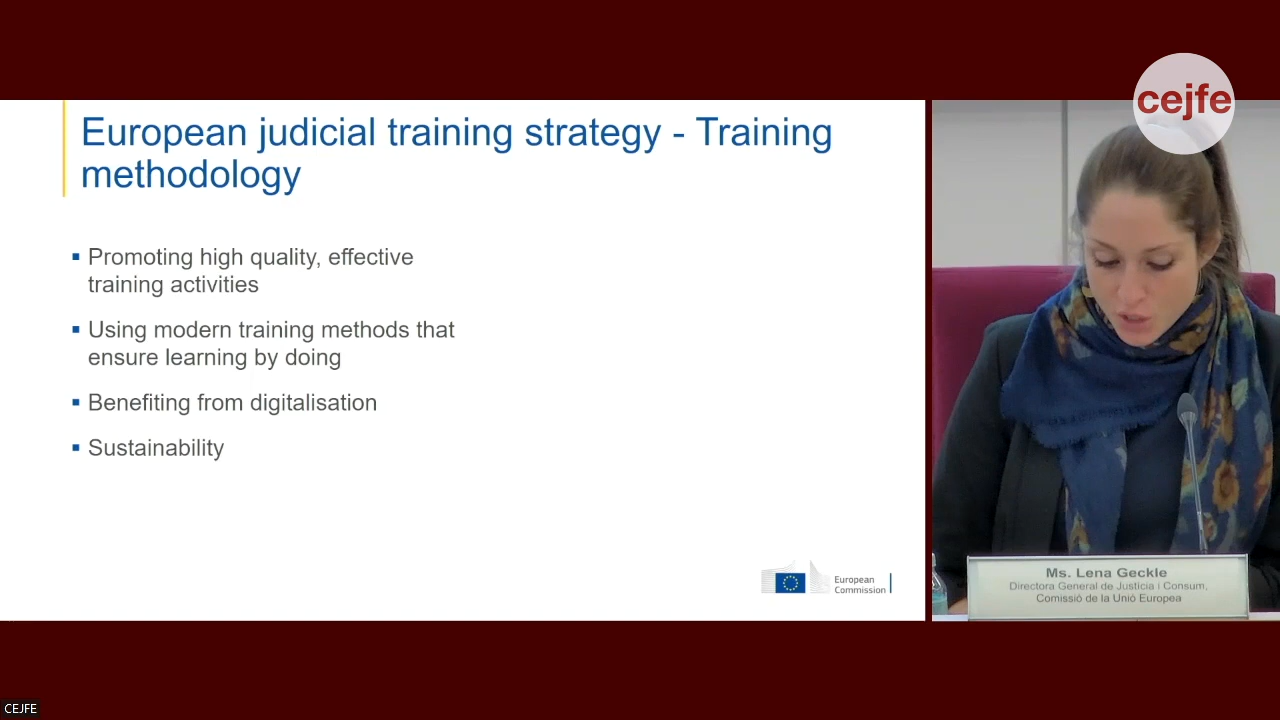 cejfe
European judicial training strategy - Training
methodology
▪ Promoting high quality, effective
training activities
▪ Using modern training methods that
ensure learning by doing
▪ Benefiting from digitalisation
▪ Sustainability
European
Commission
Ms. Lena Geckle
Directora General de Justícia i Consum,
Comissió de la Unió Europea
CEJFE